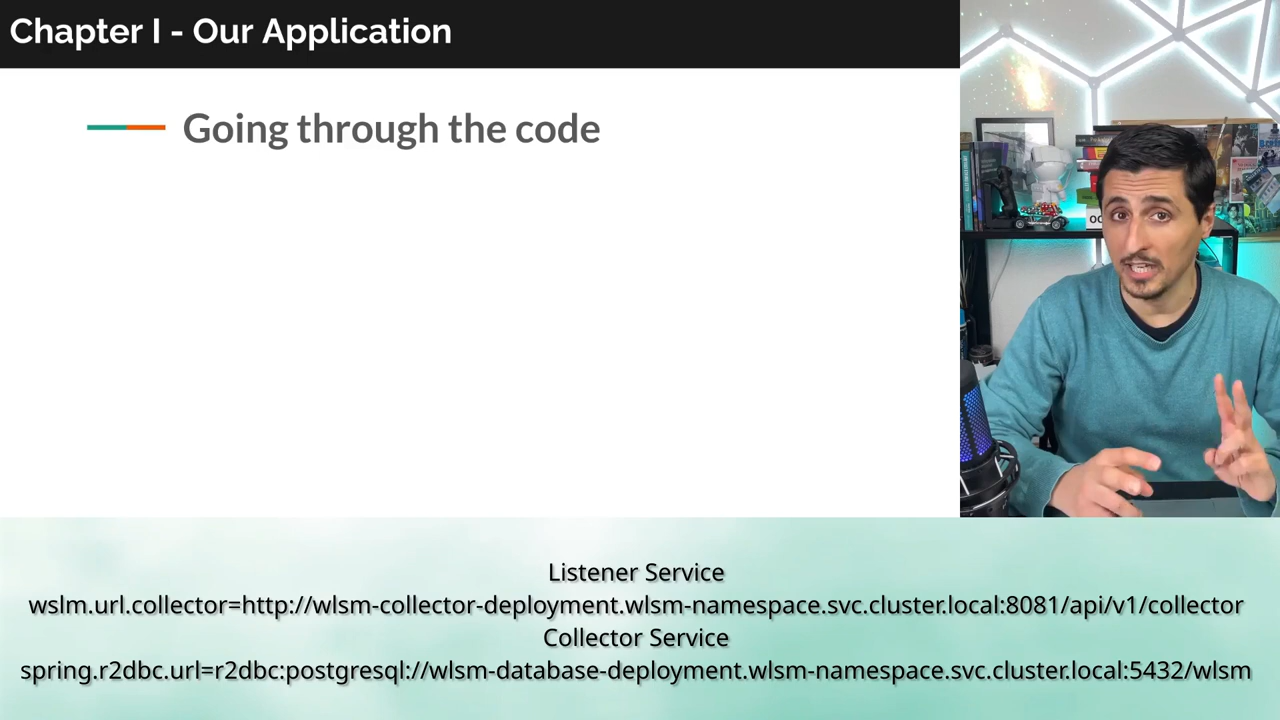 Chapter I - Our Application
Going through the code
Listener Service
wslm.url.collector=http://wlsm-collector-deployment.wlsm-namespace.svc.cluster.local:8081/api/v1/collector
Collector Service
spring.r2dbc.url=r2dbc:postgresql://wlsm-database-deployment.wlsm-namespace.svc.cluster.local:5432/wlsm